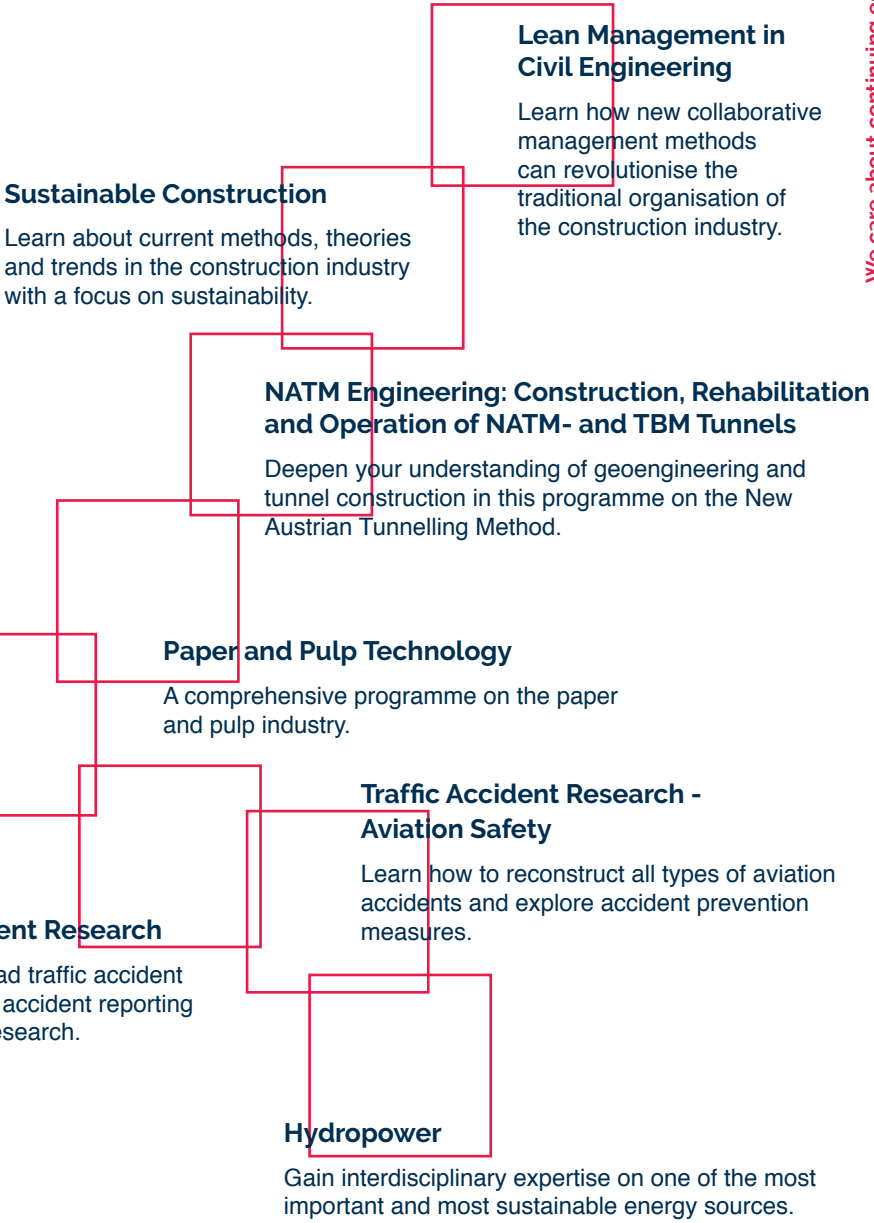 Lean Management in
Civil Engineering
Learn how new collaborative
management methods
can revolutionise the
traditional organisation of
the construction industry.
We care about continuing
Sustainable Construction
Learn about current methods, theories
and trends in the construction industry
with a focus on sustainability.
NATM Engineering: Construction, Rehabilitation
and Operation of NATM- and TBM Tunnels
Deepen your understanding of geoengineering and
tunnel construction in this programme on the New
Austrian Tunnelling Method.
Paper and Pulp Technology
A comprehensive programme on the paper
and pulp industry.
Traffic Accident Research -
Aviation Safety
Learn how to reconstruct all types of aviation
accidents and explore accident prevention
measures.
ent Research
ad traffic accident
accident reporting
esearch.
Hydropower
Gain interdisciplinary expertise on one of the most
important and most sustainable energy sources.